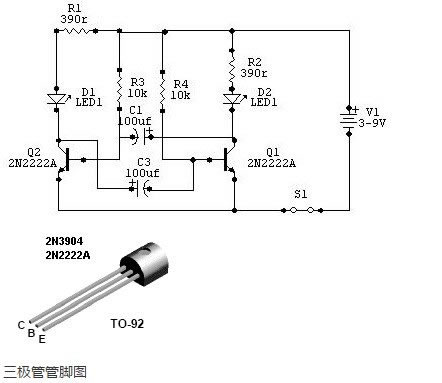 R1
390r
R2
390r
R3
10k
R4
10k
D1
LED1
D2
LED1
C1
100uf
V1
3-9V
Q2
2N2222A
C3
100uf
Q1
2N2222A
S1
2N3904
2N2222A
C
B
E
TO-92
三极管管脚图